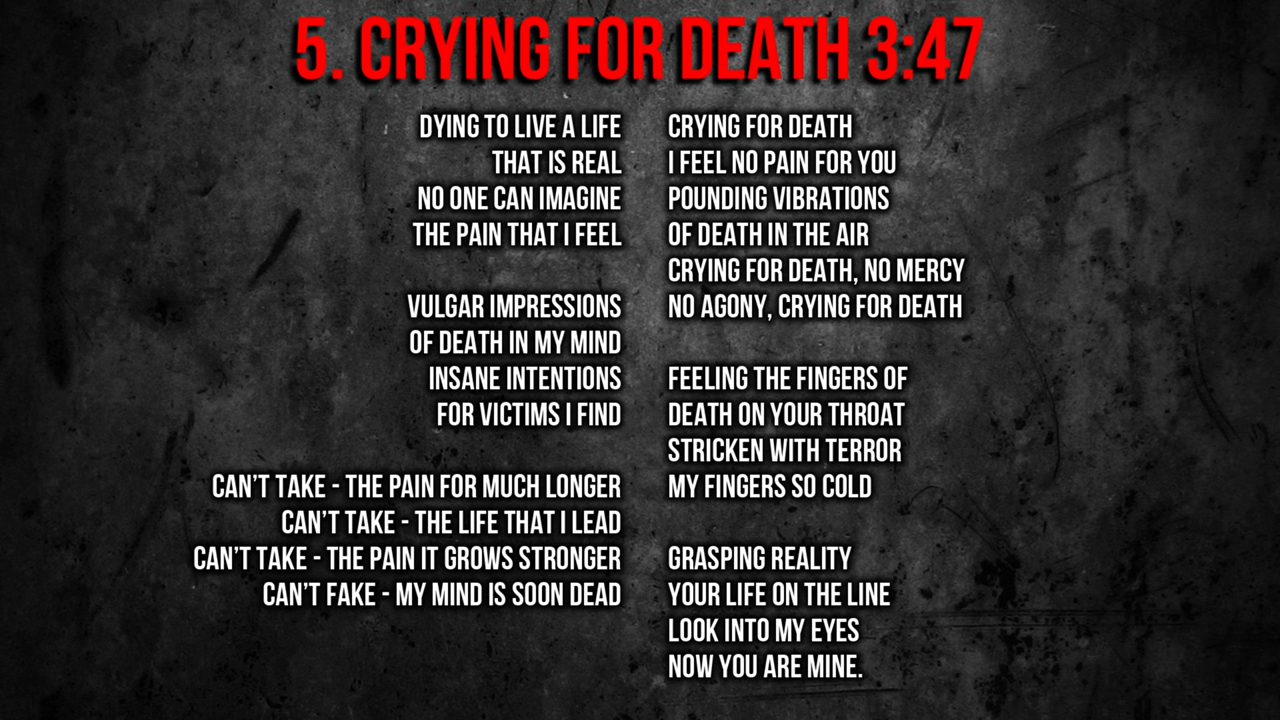 5. CRYING FOR DEATH 3:47
DYING TO LIVE A LIFE
THAT IS REAL
NO ONE CAN IMAGINE
THE PAIN THAT I FEEL
VULGAR IMPRESSIONS
OF DEATH IN MY MIND
INSANE INTENTIONS
FOR VICTIMS I FIND
CAN'T TAKE - THE PAIN FOR MUCH LONGER
CAN'T TAKE - THE LIFE THAT I LEAD
CAN'T TAKE - THE PAIN IT GROWS STRONGER
CAN'T FAKE - MY MIND IS SOON DEAD
CRYING FOR DEATH
I FEEL NO PAIN FOR YOU
POUNDING VIBRATIONS
OF DEATH IN THE AIR
CRYING FOR DEATH, NO MERCY
NO AGONY, CRYING FOR DEATH
FEELING THE FINGERS OF
DEATH ON YOUR THROAT
STRICKEN WITH TERROR
MY FINGERS SO COLD
GRASPING REALITY
YOUR LIFE ON THE LINE
LOOK INTO MY EYES
NOW YOU ARE MINE.